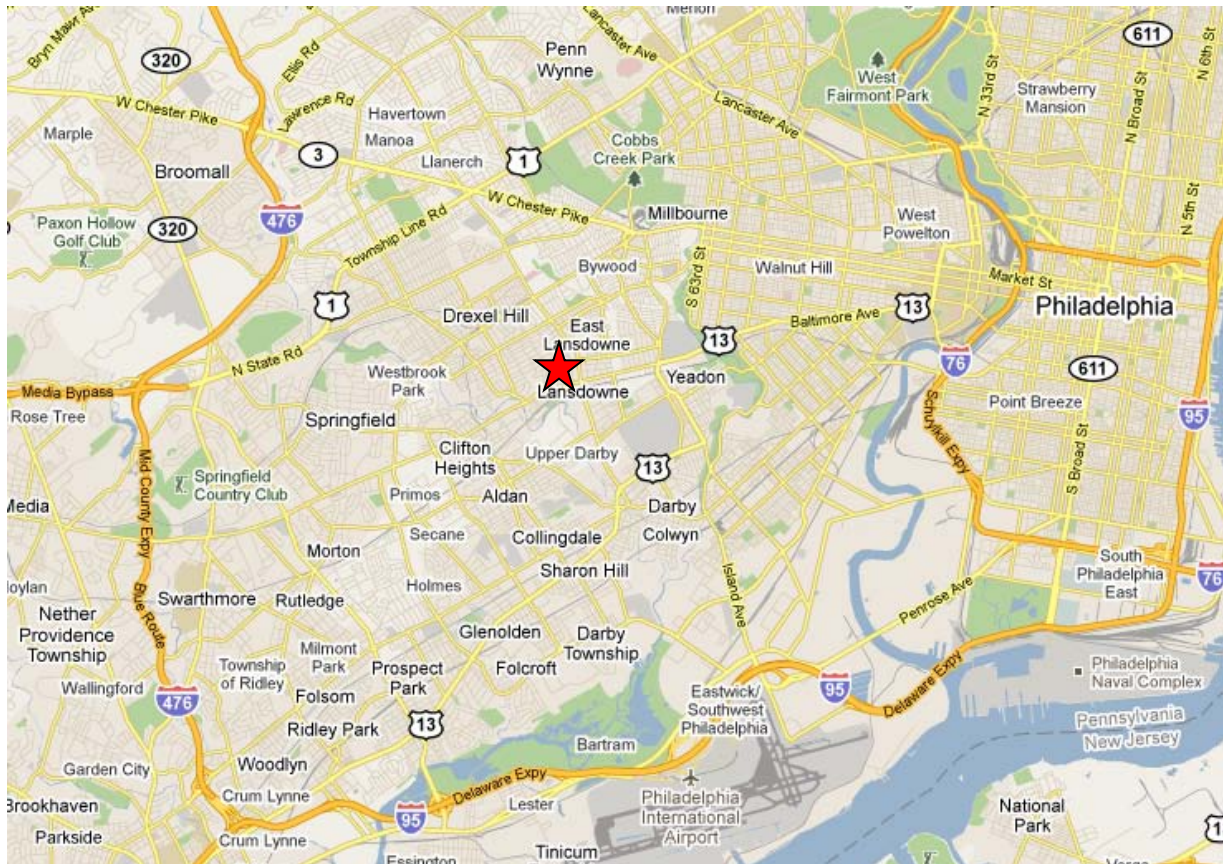 Bryn Mawr Ave
320
Ellis Rd
Lawrence Rd
W Chester Pike
Marple
Broomall
3
Havertown
Manoa
Llanerch
Penn
Wynne
Merion
Lancaster Ave
1
Cobbs
Creek Park
Lancaster Ave
West
Fairmont Park
N 33rd St
Strawberry
Mansion
611
N Broad St
N 6th St
N 5th St
Paxon Hollow
Golf Club
320
476
Township Line Rd
W Chester Pike
Millbourne
West
Powelton
Bywood
S 63rd St
Walnut Hill
Market St
Philadelphia
1
Drexel Hill
East
Lansdowne
13
Baltimore Ave
13
76
611
N State Rd
Westbrook
Park
Lansdowne
Yeadon
Media Bypass
Rose Tree
Springfield
Point Breeze
95
Schuylkill Expy
S Broad St
Clifton
Heights
Upper Darby
13
Mid County Expy
Springfield
Country Club
Media
Primos
Aldan
Darby
Secane
Collingdale
Colwyn
Morton
Sharon Hill
Island Ave
South
Philadelphia
East
76
Penrose Ave
Holmes
Blue Route
Swarthmore
Rutledge
Nether
Providence
Township
Glenolden
Darby
Township
Milmont
Park
Township
of Ridley
Prospect
Park
Folcroft
Wallingford
476
Folsom
Ridley Park
13
Eastwick/
Southwest
Philadelphia
95
Delaware Expy
Philadelphia
Naval Complex
Pennsylvania
New Jersey
Bartram
Garden City
Woodlyn
Crum Lynne
Delaware Expy
Lester
Philadelphia
International
Airport
Brookhaven
Parkside
Crum Lynne
95
Essington
Tinicum
National
Park